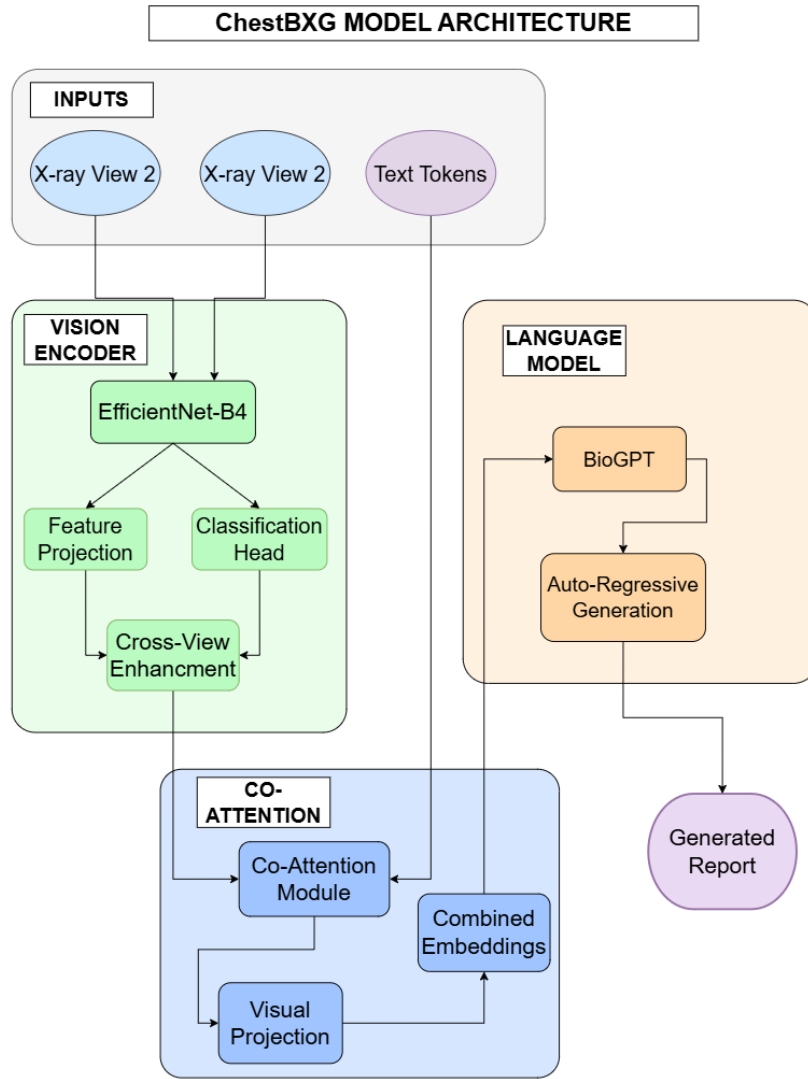 ChestBXG MODEL ARCHITECTURE
INPUTS
X-ray View 2
X-ray View 2
Text Tokens
VISION
ENCODER
EfficientNet-B4
Feature
Projection
Classification
Head
Cross-View
Enhancment
LANGUAGE
MODEL
BioGPT
Auto-Regressive
Generation
CO-
ATTENTION
Co-Attention
Module
Visual
Projection
Combined
Embeddings
Generated
Report